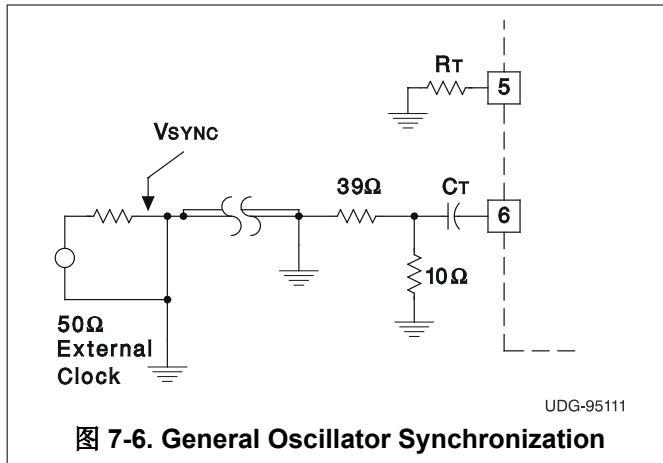 RT
5
VSYNC
39Ω
CT
6
10Ω
50Ω
External
Clock
UDG-95111
图 7-6. General Oscillator Synchronization